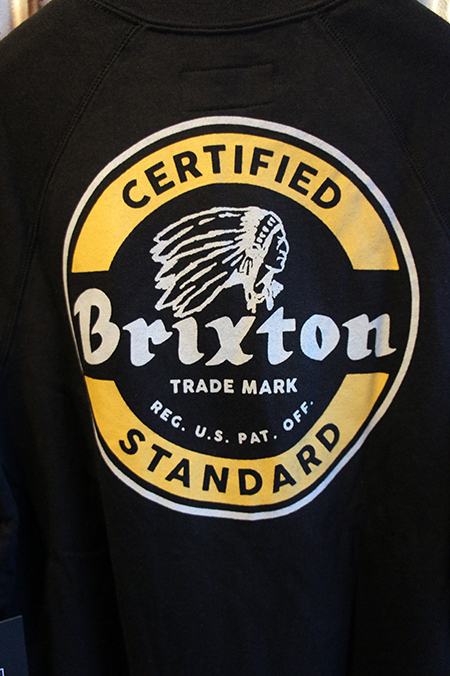 CERTIFIED
Brixton
TRADE MARK
REG. U.S. PAT. OFF.
STANDARD